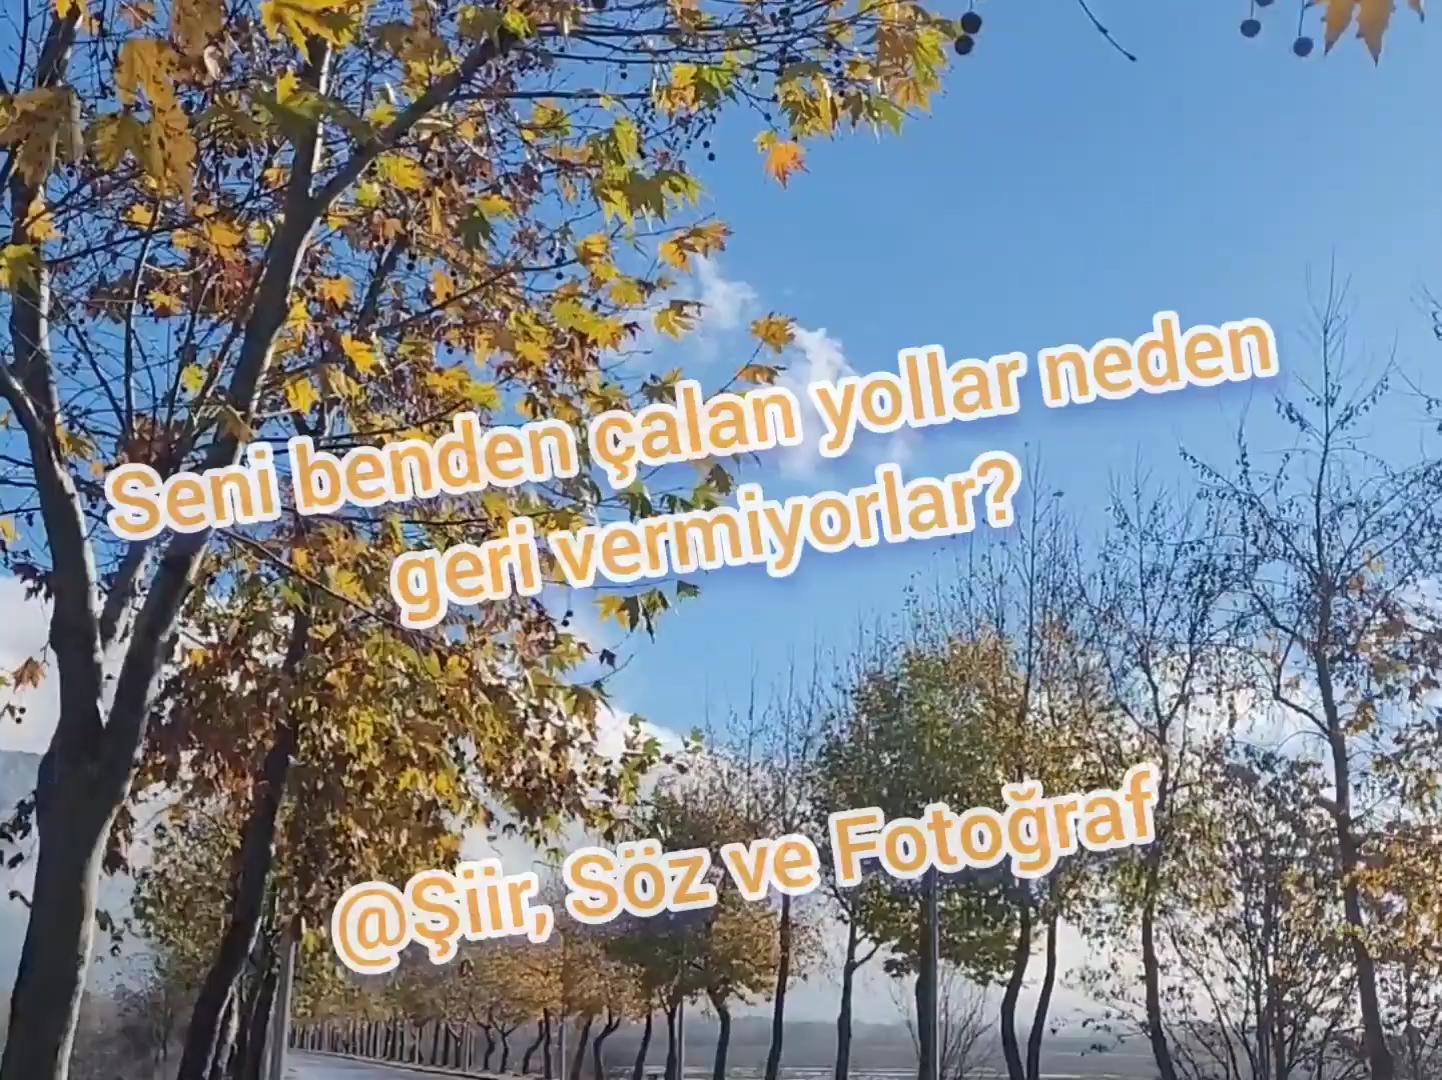 Seni benden çalan yollar neden
geri vermiyorlar?
@Şiir, Söz ve Fotoğraf